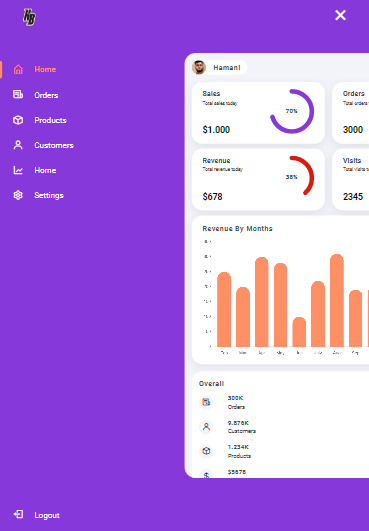 HB
Home
Orders
Products
Customers
Home
Settings
Logout
Hamani
Sales
Total sales today
$1.000
70%
Orders
Total orders
3000
Revenue
Total revenue today
$678
38%
Visits
Total visits t
2345
Revenue By Months
Overall
300K
Orders
9.876K
Customers
1.234K
Products
$5678